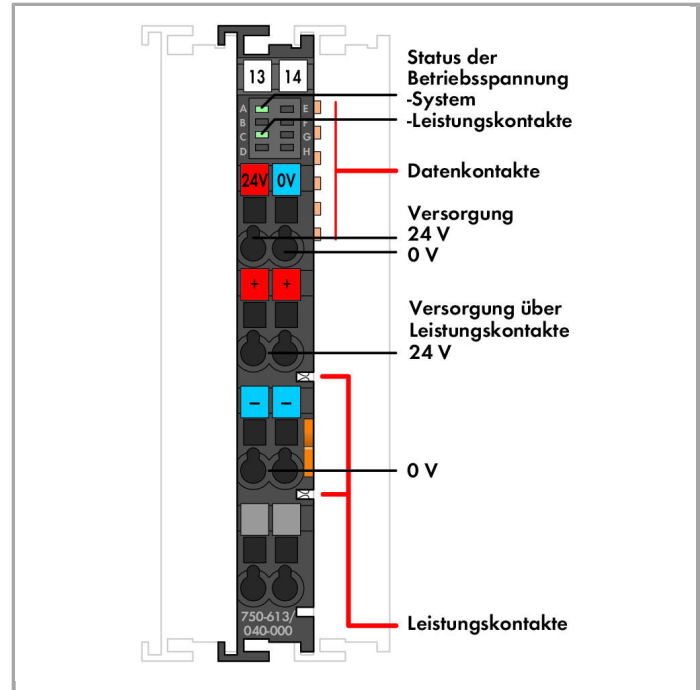 13 14
Status der
Betriebsspannung
-System
-Leistungskontakte
A E
B F
C G
D H
Datenkontakte
24V 0V
Versorgung
24 V
0 V
+ +
Versorgung über
Leistungskontakte
24 V
− −
0 V
750-613/
040-000
Leistungskontakte